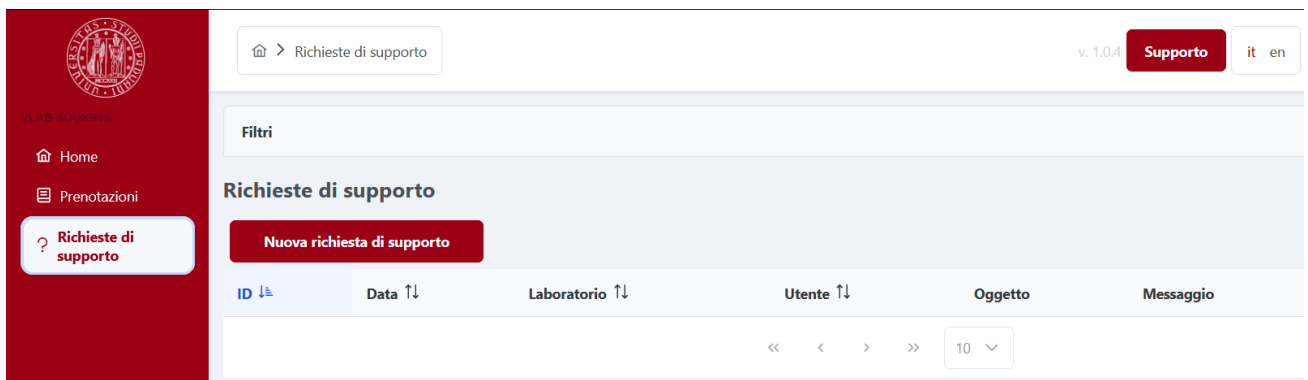 Richieste di supporto
v. 1.0.4 Supporto it en
VLAB BOOKING
Home
Prenotazioni
Richieste di
supporto
Filtri
Richieste di supporto
Nuova richiesta di supporto
ID Data Laboratorio Utente Oggetto Messaggio
10